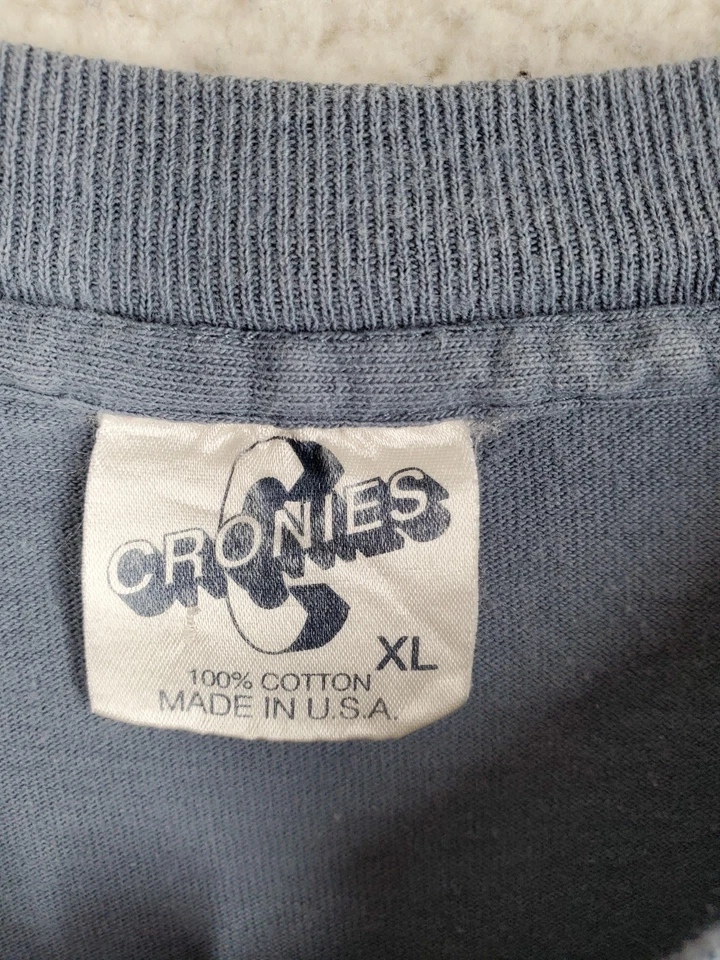 C
CRONIES
XL
100% COTTON
MADE IN U.S.A.